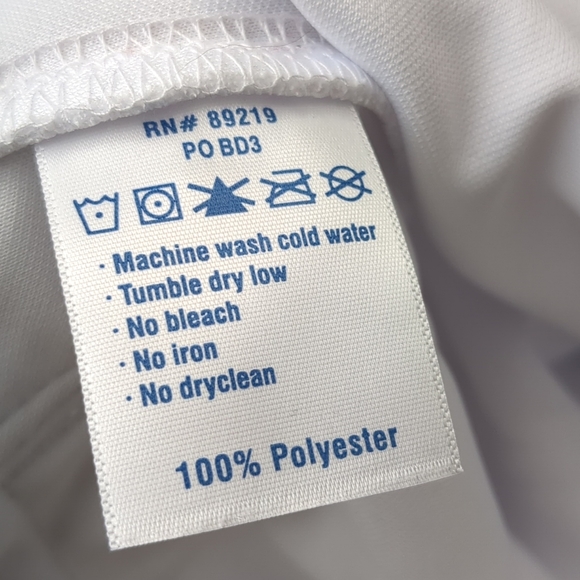 RN# 89219
PO BD3
· Machine wash cold water
· Tumble dry low
· No bleach
· No iron
· No dryclean
100% Polyester